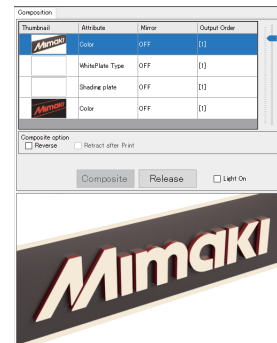 Composition
Thumbnail Attribute Mirror Output Order
Mimaki Color OFF [1]
WhitePlate Type OFF [1]
Shading plate OFF [1]
Mimaki Color OFF [1]
Composite option
Reverse Retract after Print
Composite Release Light On
Mimaki